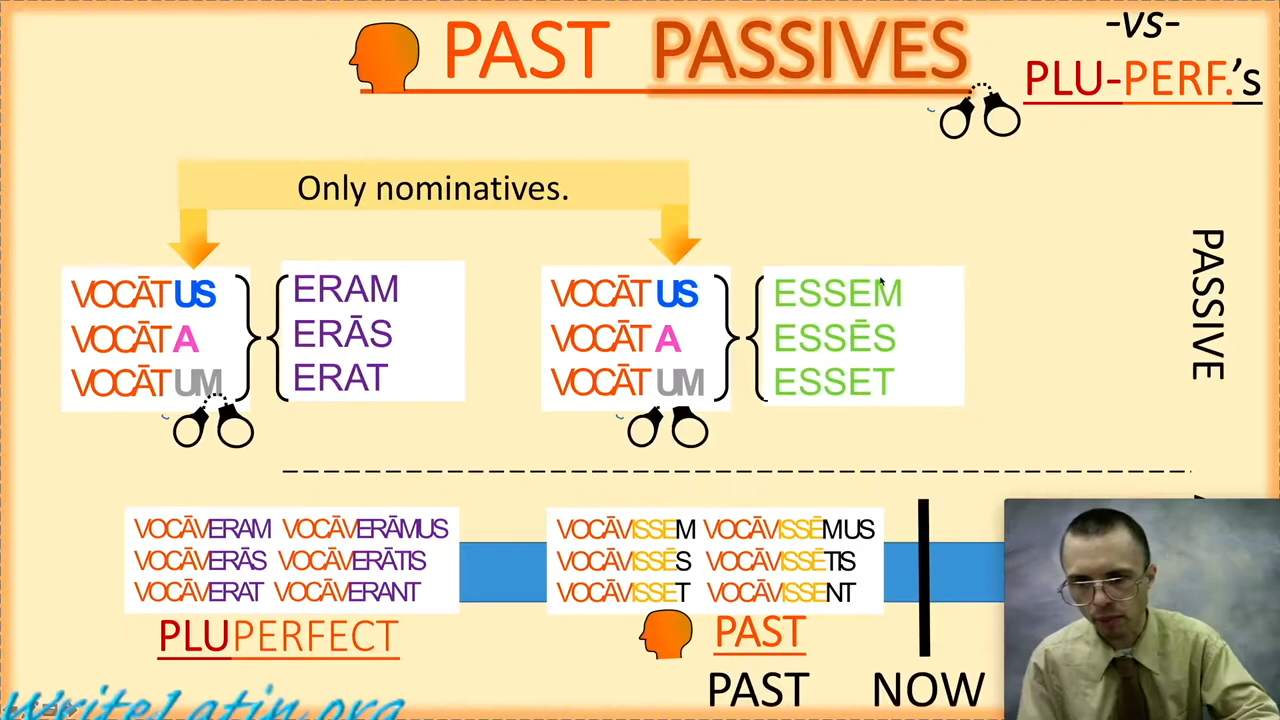 PAST PASSIVES
-vs-
PLU-PERF.'s
Only nominatives.
VOCĀTUS
VOCĀTA
VOCĀTUM
ERAM
ERĀS
ERAT
VOCĀTUS
VOCĀTA
VOCĀTUM
ESSEM
ESSĒS
ESSET
PASSIVE
VOCĀVERAM VOCĀVERĀMUS
VOCĀVERĀS VOCĀVERĀTIS
VOCĀVERAT VOCĀVERANT
PLUPERFECT
VOCĀVISSEM VOCĀVISSĒMUS
VOCĀVISSĒS VOCĀVISSĒTIS
VOCĀVISSET VOCĀVISSENT
PAST
PAST
NOW
WriteLatin.org